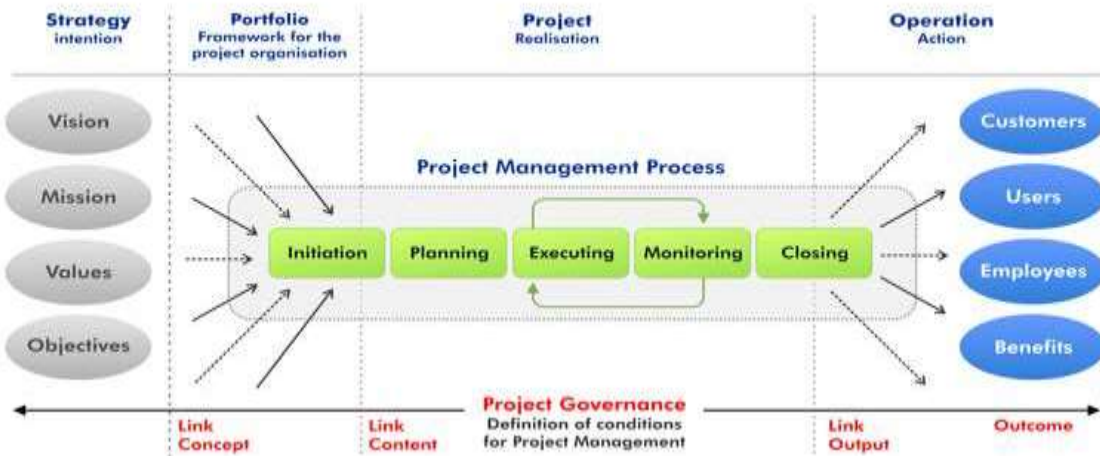 Strategy
intention
Portfolio
Framework for the
project organisation
Project
Realisation
Operation
Action
Vision
Mission
Values
Objectives
Project Management Process
Initiation
Planning
Executing
Monitoring
Closing
Customers
Users
Employees
Benefits
Project Governance
Definition of conditions
for Project Management
Link
Concept
Link
Content
Link
Output
Outcome